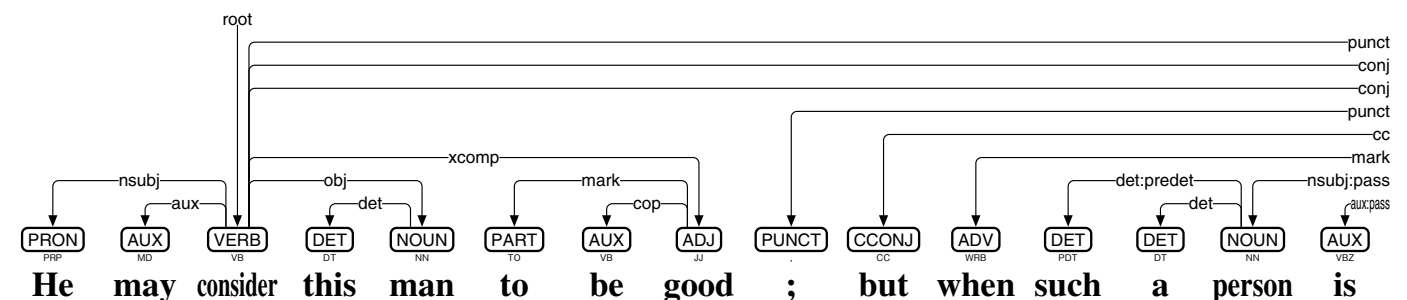 root
punct
conj
conj
punct
cc
xcomp mark
nsubj obj mark det:predet nsubj:pass
aux det cop det aux:pass
PRON AUX VERB DET NOUN PART AUX ADJ PUNCT CCONJ ADV DET DET NOUN AUX
PRP MD VB DT NN TO VB JJ . CC WRB PDT DT NN VBZ
He may consider this man to be good ; but when such a person is